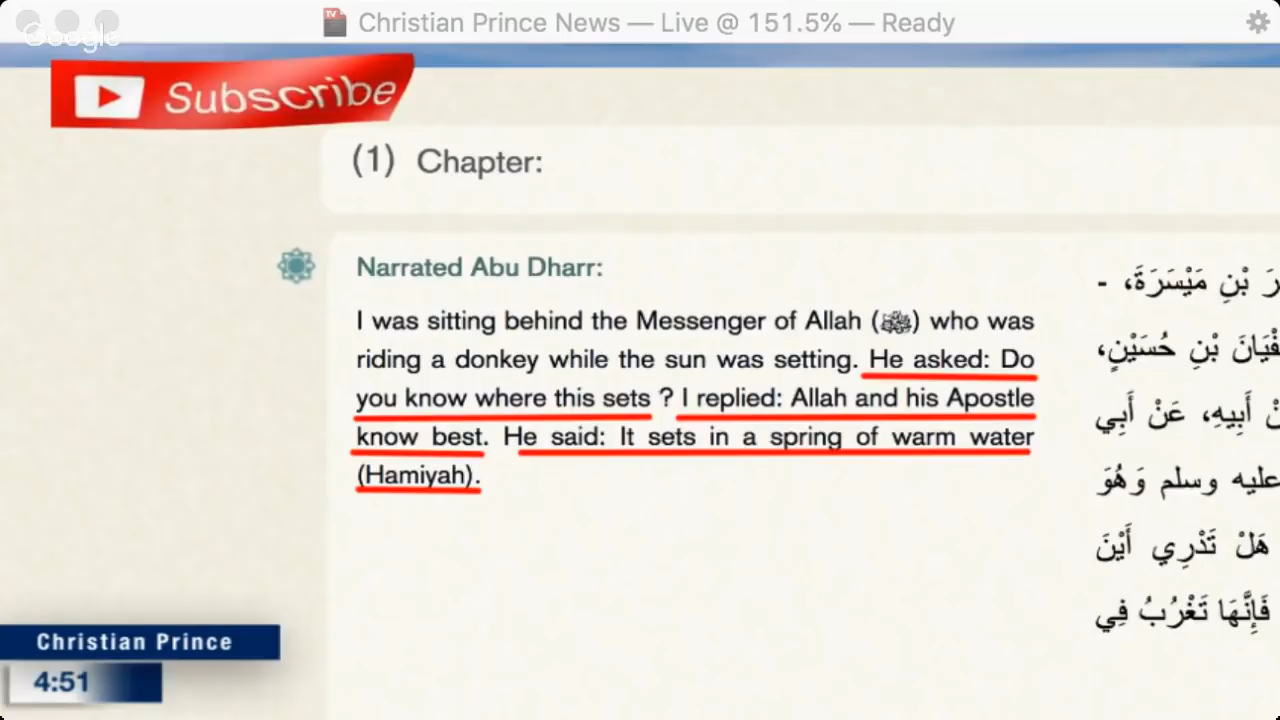 Christian Prince News — Live @ 151.5% — Ready
Google
Subscribe
(1) Chapter:
Narrated Abu Dharr:
I was sitting behind the Messenger of Allah (ﷺ) who was
riding a donkey while the sun was setting. He asked: Do
you know where this sets ? I replied: Allah and his Apostle
know best. He said: It sets in a spring of warm water
(Hamiyah).
بْنِ مَيْسَرَةَ، -
بْنِ حُسَيْنٍ،
أَبِيهِ، عَنْ أَبِي
عليه وسلم وَهُوَ
هَلْ تَدْرِي أَيْنَ
فَإِنَّهَا تَغْرُبُ فِي
Christian Prince
4:51